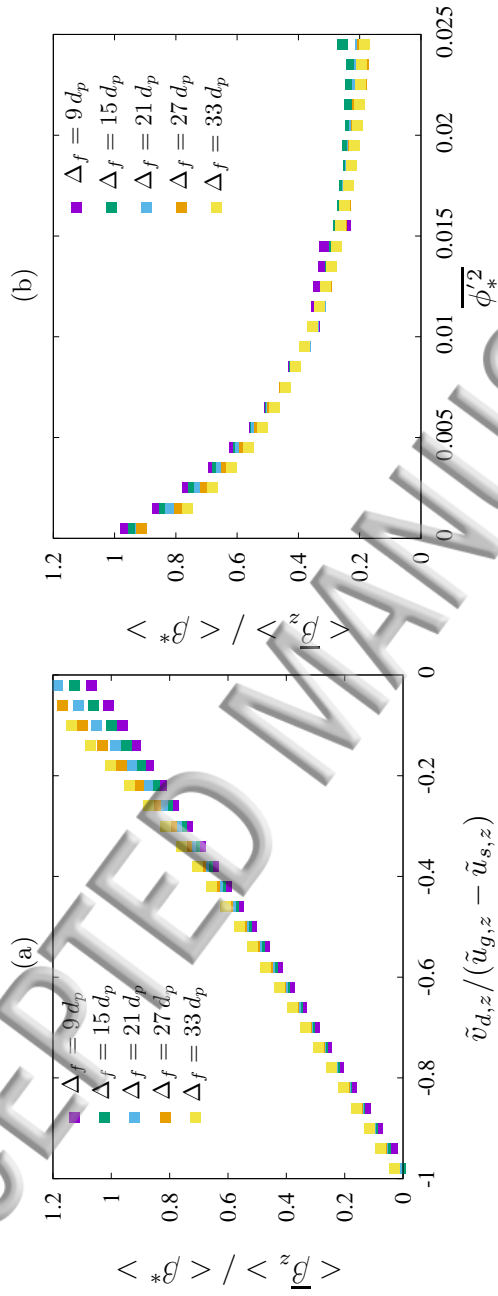 (a)
< β̄_z > / < β* >
1.2
1
0.8
0.6
0.4
0.2
0
-1
-0.8
-0.6
-0.4
-0.2
0
ṽ_{d,z}/(ũ_{g,z} − ũ_{s,z})
Δ_f = 9 d_p
Δ_f = 15 d_p
Δ_f = 21 d_p
Δ_f = 27 d_p
Δ_f = 33 d_p
(b)
< β̄_z > / < β* >
1.2
1
0.8
0.6
0.4
0.2
0
0
0.005
0.01
0.015
0.02
0.025
\overline{ϕ'^2_*}
Δ_f = 9 d_p
Δ_f = 15 d_p
Δ_f = 21 d_p
Δ_f = 27 d_p
Δ_f = 33 d_p